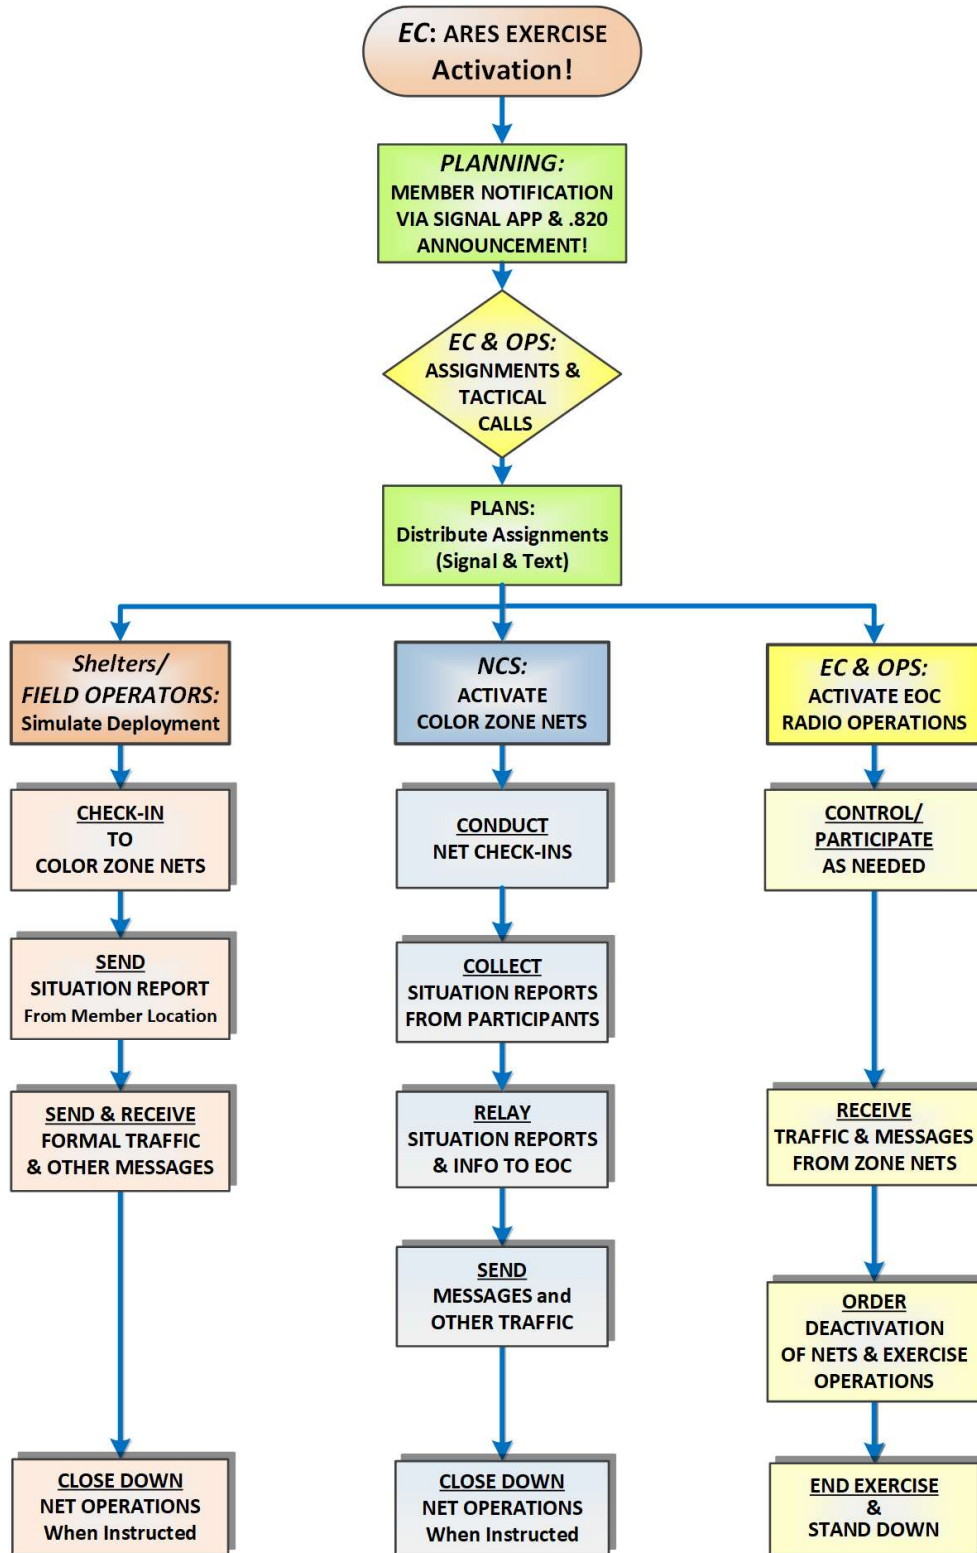 EC: ARES EXERCISE
Activation!
PLANNING:
MEMBER NOTIFICATION
VIA SIGNAL APP & .820
ANNOUNCEMENT!
EC & OPS:
ASSIGNMENTS &
TACTICAL
CALLS
PLANS:
Distribute Assignments
(Signal & Text)
Shelters/
FIELD OPERATORS:
Simulate Deployment
CHECK-IN
TO
COLOR ZONE NETS
SEND
SITUATION REPORT
From Member Location
SEND & RECEIVE
FORMAL TRAFFIC
& OTHER MESSAGES
CLOSE DOWN
NET OPERATIONS
When Instructed
NCS:
ACTIVATE
COLOR ZONE NETS
CONDUCT
NET CHECK-INS
COLLECT
SITUATION REPORTS
FROM PARTICIPANTS
RELAY
SITUATION REPORTS
& INFO TO EOC
SEND
MESSAGES and
OTHER TRAFFIC
CLOSE DOWN
NET OPERATIONS
When Instructed
EC & OPS:
ACTIVATE EOC
RADIO OPERATIONS
CONTROL/
PARTICIPATE
AS NEEDED
RECEIVE
TRAFFIC & MESSAGES
FROM ZONE NETS
ORDER
DEACTIVATION
OF NETS & EXERCISE
OPERATIONS
END EXERCISE
&
STAND DOWN